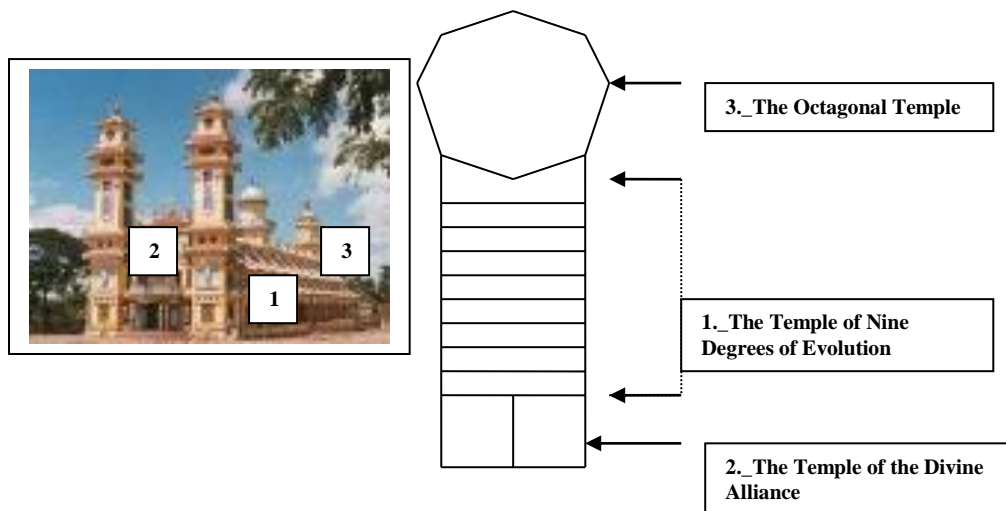 3._The Octagonal Temple
2
3
1
1._The Temple of Nine
Degrees of Evolution
2._The Temple of the Divine
Alliance